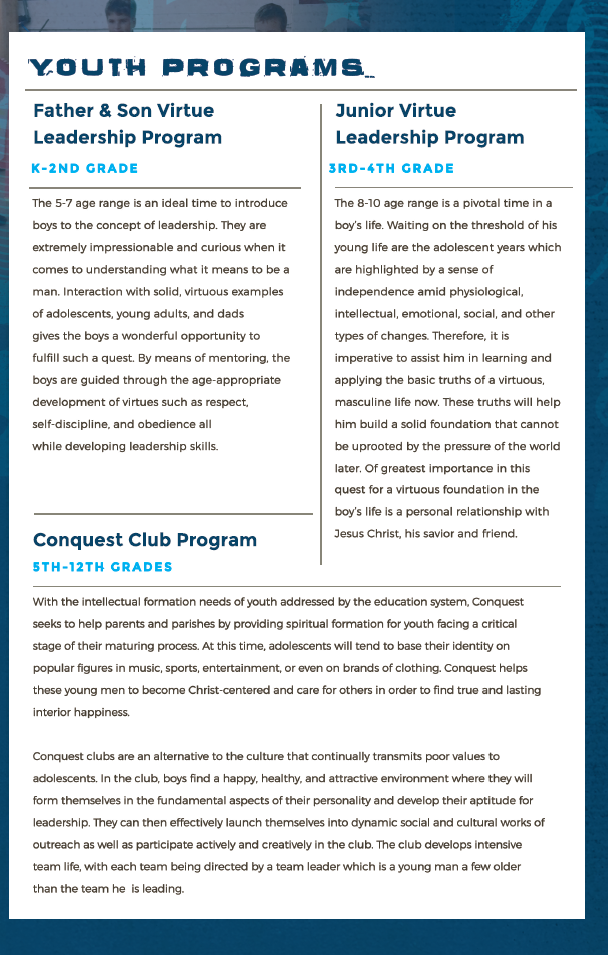 YOUTH PROGRAMS
Father & Son Virtue
Leadership Program
K-2ND GRADE
The 5-7 age range is an ideal time to introduce
boys to the concept of leadership. They are
extremely impressionable and curious when it
comes to understanding what it means to be a
man. Interaction with solid, virtuous examples
of adolescents, young adults, and dads
gives the boys a wonderful opportunity to
fulfill such a quest. By means of mentoring, the
boys are guided through the age-appropriate
development of virtues such as respect,
self-discipline, and obedience all
while developing leadership skills.
Junior Virtue
Leadership Program
3RD-4TH GRADE
The 8-10 age range is a pivotal time in a
boy's life. Waiting on the threshold of his
young life are the adolescent years which
are highlighted by a sense of
independence amid physiological,
intellectual, emotional, social, and other
types of changes. Therefore, it is
imperative to assist him in learning and
applying the basic truths of a virtuous,
masculine life now. These truths will help
him build a solid foundation that cannot
be uprooted by the pressure of the world
later. Of greatest importance in this
quest for a virtuous foundation in the
boy's life is a personal relationship with
Jesus Christ, his savior and friend.
Conquest Club Program
5TH-12TH GRADES
With the intellectual formation needs of youth addressed by the education system, Conquest
seeks to help parents and parishes by providing spiritual formation for youth facing a critical
stage of their maturing process. At this time, adolescents will tend to base their identity on
popular figures in music, sports, entertainment, or even on brands of clothing. Conquest helps
these young men to become Christ-centered and care for others in order to find true and lasting
interior happiness.
Conquest clubs are an alternative to the culture that continually transmits poor values to
adolescents. In the club, boys find a happy, healthy, and attractive environment where they will
form themselves in the fundamental aspects of their personality and develop their aptitude for
leadership. They can then effectively launch themselves into dynamic social and cultural works of
outreach as well as participate actively and creatively in the club. The club develops intensive
team life, with each team being directed by a team leader which is a young man a few older
than the team he is leading.